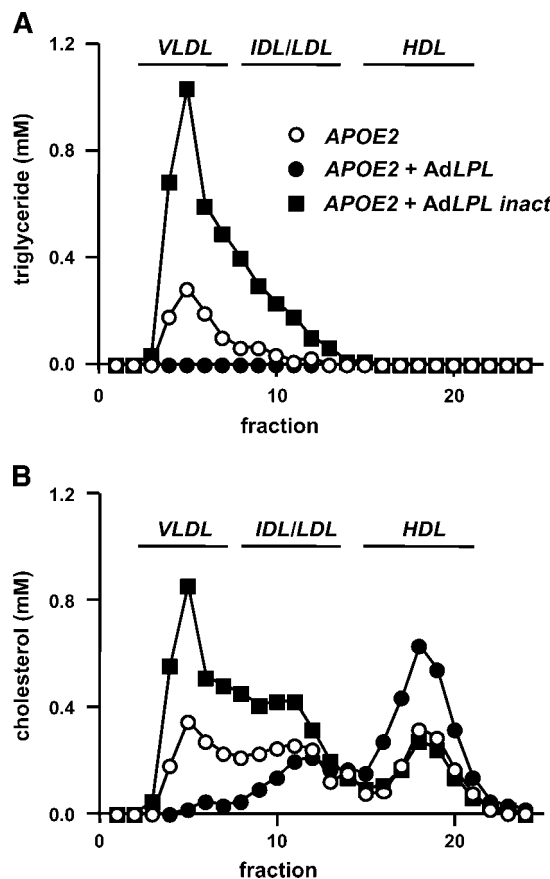 A
VLDL IDL/LDL HDL
1.2
0.8
0.4
0.0
triglyceride (mM)
APOE2
APOE2 + AdLPL
APOE2 + AdLPL inact
0 10 20
fraction
B
VLDL IDL/LDL HDL
1.2
0.8
0.4
0.0
cholesterol (mM)
0 10 20
fraction